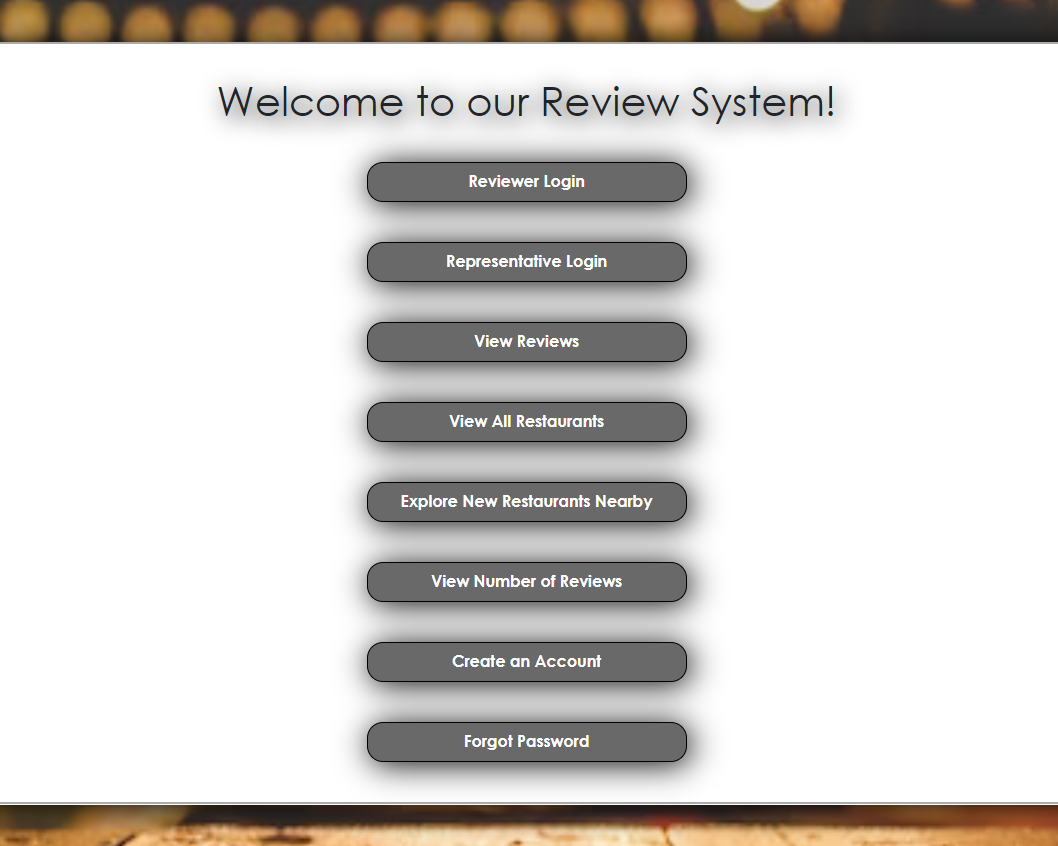 Welcome to our Review System!
Reviewer Login
Representative Login
View Reviews
View All Restaurants
Explore New Restaurants Nearby
View Number of Reviews
Create an Account
Forgot Password